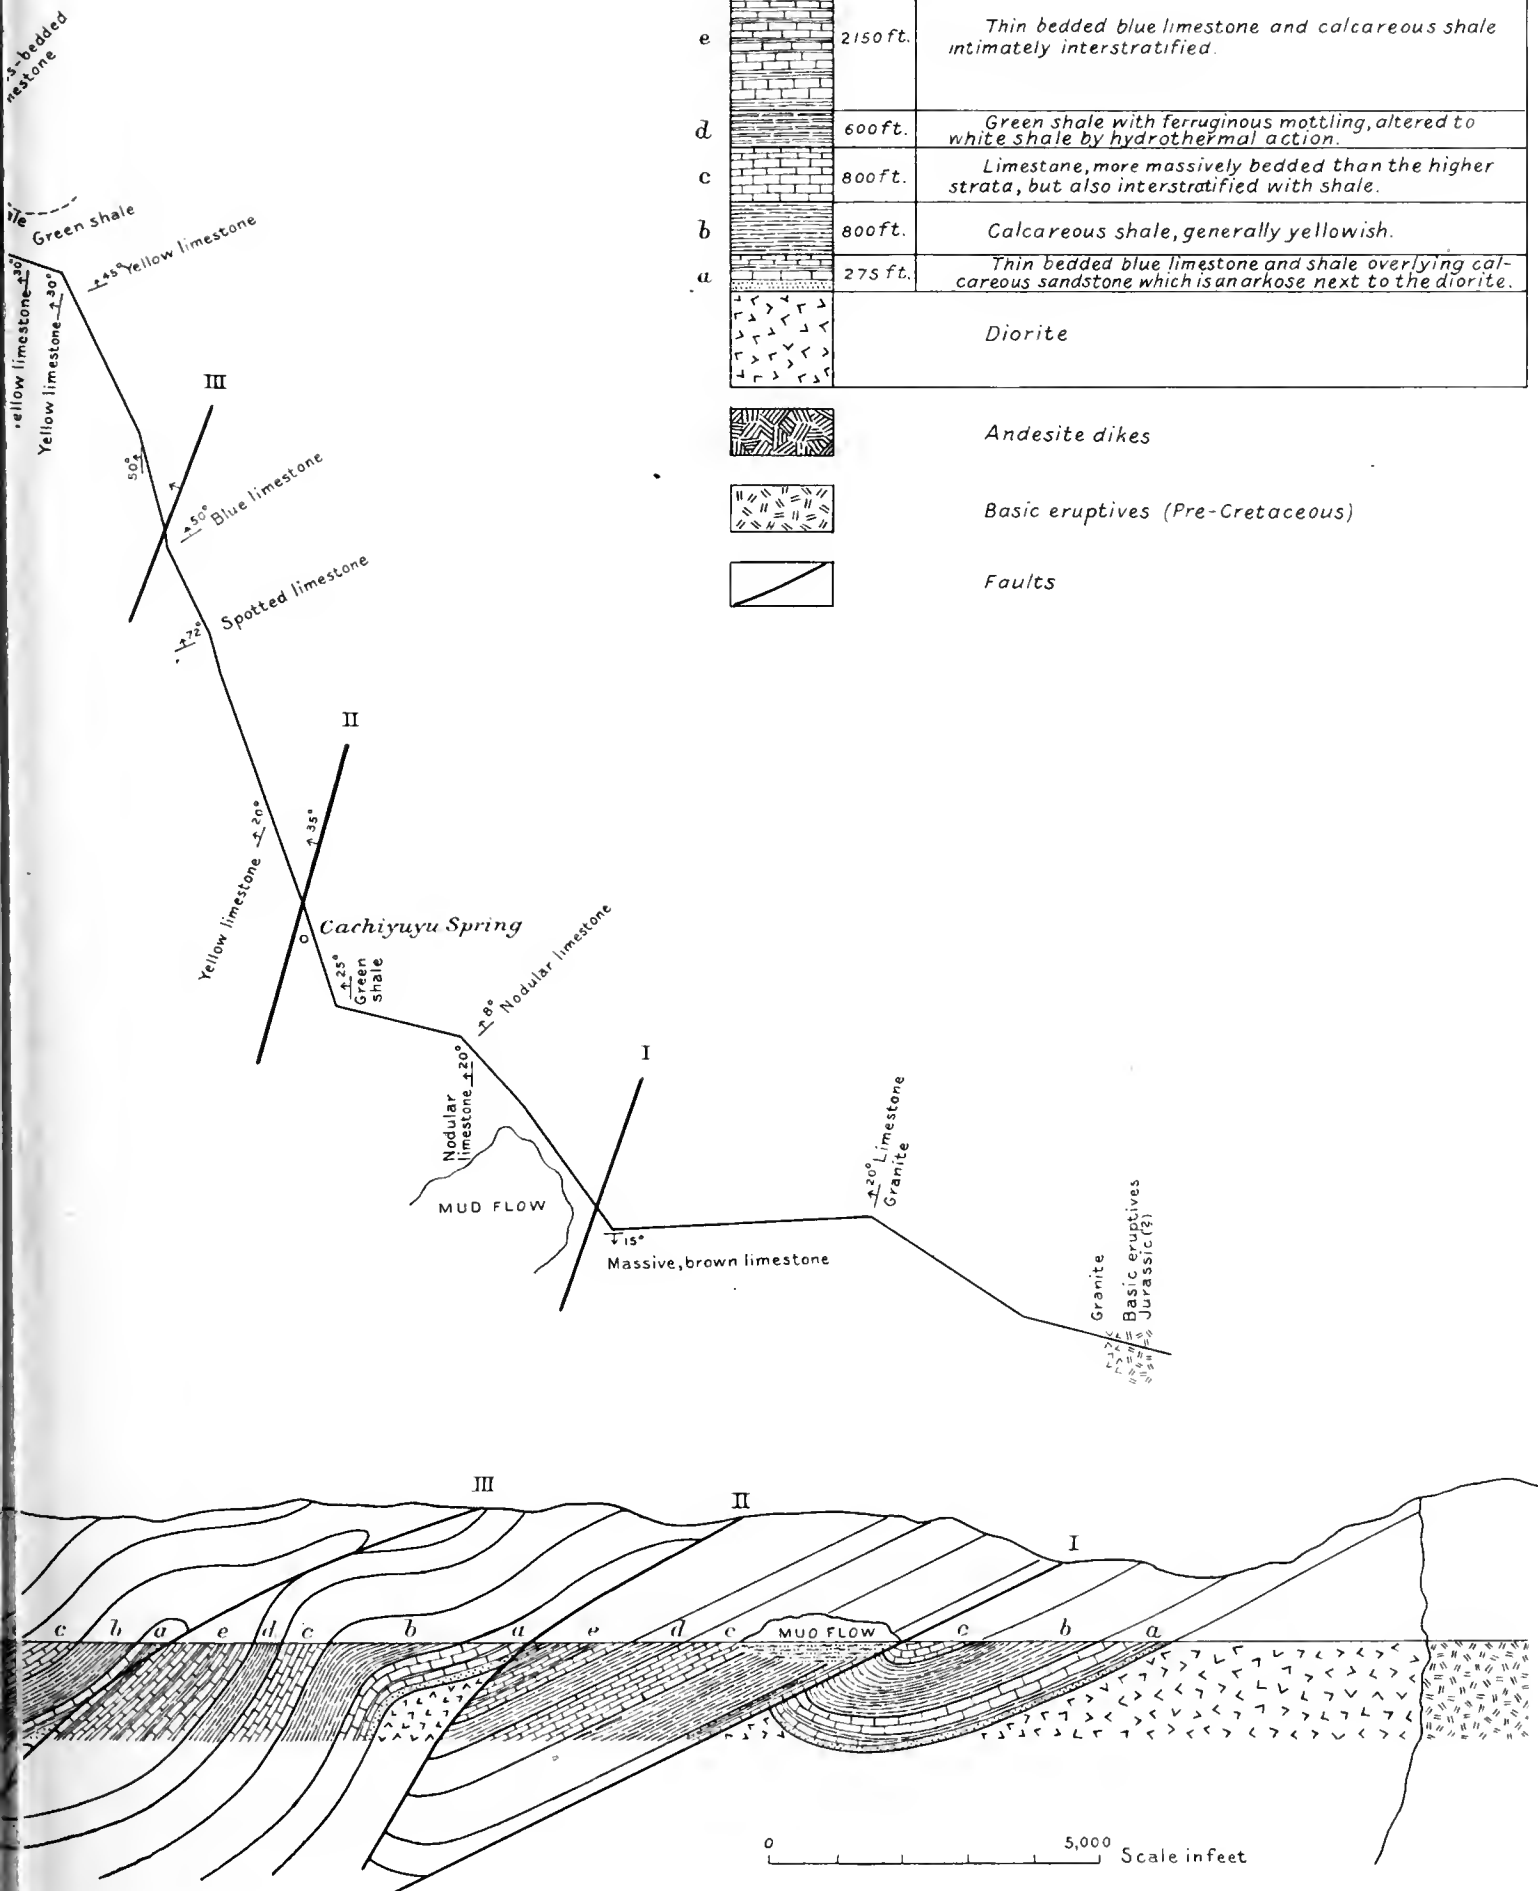 s-bedded
nestone
e
2150 ft.
Thin bedded blue limestone and calcareous shale
intimately interstratified.
d
600 ft.
Green shale with ferruginous mottling, altered to
white shale by hydrothermal action.
c
800 ft.
Limestane, more massively bedded than the higher
strata, but also interstratified with shale.
b
800 ft.
Calcareous shale, generally yellowish.
a
275 ft.
Thin bedded blue limestone and shale overlying cal-
careous sandstone which is an arkose next to the diorite.
Diorite
Andesite dikes
Basic eruptives (Pre-Cretaceous)
Faults
ale
Green shale
45° Yellow limestone
ellow limestone 30°
Yellow limestone 30°
III
50°
50° Blue limestone
72° Spotted limestone
II
20°
Yellow limestone
35°
Cachiyuyu Spring
25°
Green
shale
8° Nodular limestone
20°
Nodular
limestone
I
MUD FLOW
15°
Massive, brown limestone
20° Limestone
Granite
Granite
Basic eruptives
Jurassic (?)
III
II
I
c b a e d c b a e d c MUD FLOW c b a
0 5,000 Scale in feet